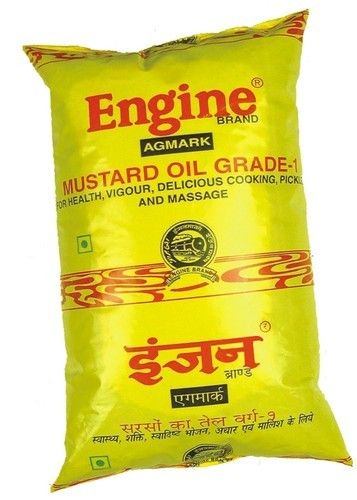 Engine®
BRAND
AGMARK
MUSTARD OIL GRADE-1
FOR HEALTH, VIGOUR, DELICIOUS COOKING, PICKLE
AND MASSAGE
ENGINE BRAND
इंजन®
ब्राण्ड
एगमार्क
सरसों का तेल वर्ग-१
स्वास्थ्य, शक्ति, स्वादिष्ट भोजन, अचार एवं मालिश के लिये